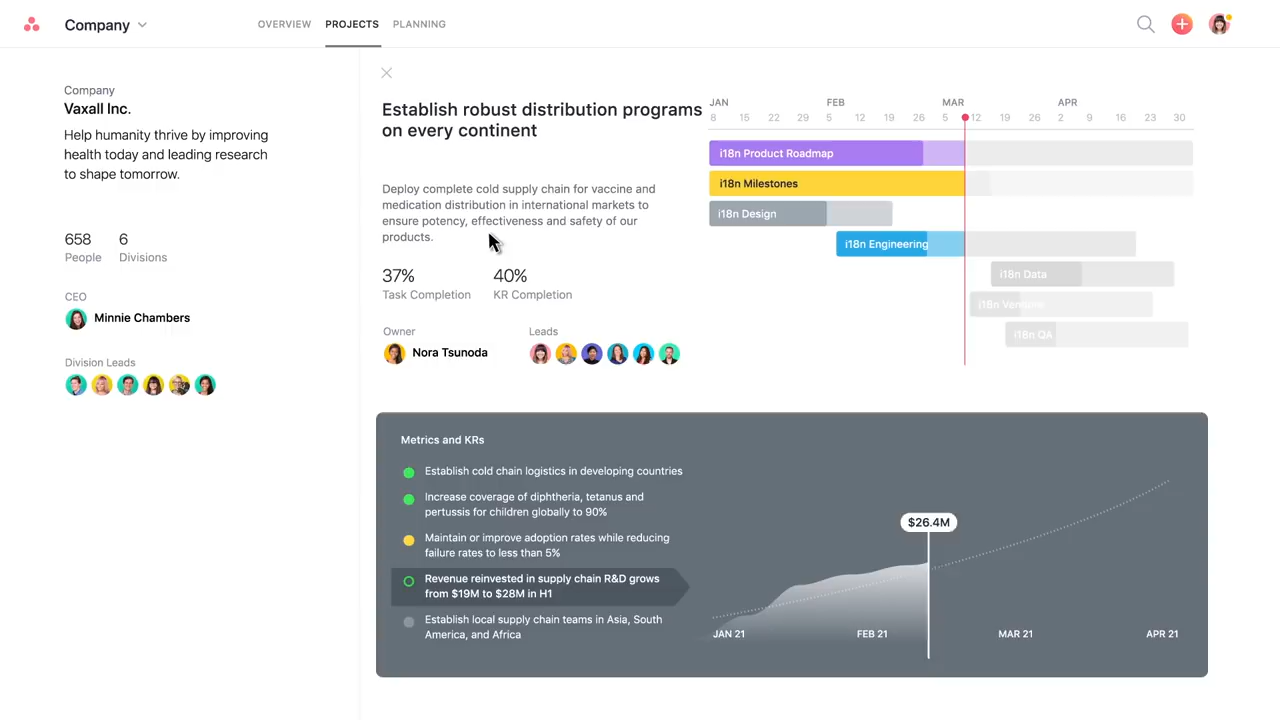 Company
OVERVIEW
PROJECTS
PLANNING
Company
Vaxall Inc.
Help humanity thrive by improving
health today and leading research
to shape tomorrow.
658
People
6
Divisions
CEO
Minnie Chambers
Division Leads
Establish robust distribution programs
on every continent
Deploy complete cold supply chain for vaccine and
medication distribution in international markets to
ensure potency, effectiveness and safety of our
products.
37%
Task Completion
40%
KR Completion
Owner
Nora Tsunoda
Leads
JAN FEB MAR APR
8 15 22 29 5 12 19 26 5 12 19 26 2 9 16 23 30
i18n Product Roadmap
i18n Milestones
i18n Design
i18n Engineering
i18n Data
i18n
i18n QA
Metrics and KRs
Establish cold chain logistics in developing countries
Increase coverage of diphtheria, tetanus and
pertussis for children globally to 90%
Maintain or improve adoption rates while reducing
failure rates to less than 5%
Revenue reinvested in supply chain R&D grows
from $19M to $28M in H1
Establish local supply chain teams in Asia, South
America, and Africa
$26.4M
JAN 21 FEB 21 MAR 21 APR 21